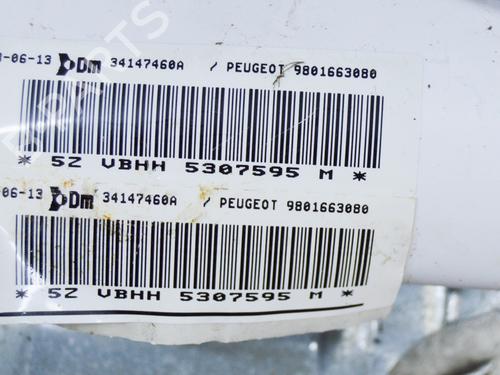 -06-13 Dm 34147460A / PEUGEOT 9801663080
* 5Z VBHH 5307595 M *
-06-13 Dm 34147460A / PEUGEOT 9801663080
* 5Z VBHH 5307595 M *